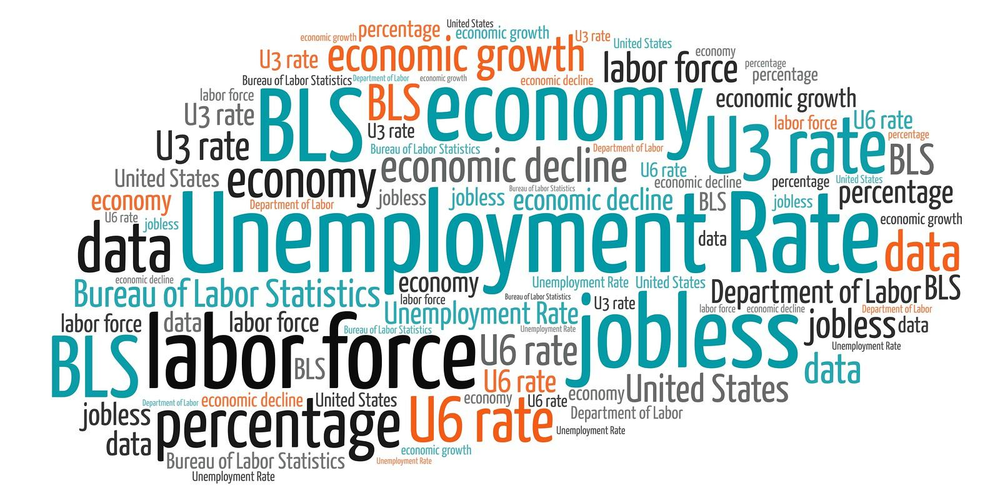 United States
percentage
economic growth
economic growth
U3 rate
United States
economic growth
economy
U3 rate
labor force
percentage
percentage
Bureau of Labor Statistics
Department of Labor
economic growth
economic decline
labor force
BLS
BLS
economy
economic growth
U3 rate
U3 rate
labor force
U6 rate
percentage
U3 rate
U3 rate
Bureau of Labor Statistics
Department of Labor
BLS
United States
economy
economic decline
U6 rate
economic decline
percentage
United States
percentage
economy
Department of Labor
jobless
jobless
Bureau of Labor Statistics
economic decline
BLS
jobless
U6 rate
jobless
economic growth
data
Unemployment Rate
data
data
economic decline
Bureau of Labor Statistics
economy
Unemployment Rate
United States
Department of Labor
BLS
labor force
Bureau of Labor Statistics
U3 rate
labor force
economic decline
Department of Labor
Unemployment Rate
jobless
jobless
data
labor force
data
labor force
Bureau of Labor Statistics
Unemployment Rate
Unemployment Rate
BLS
labor force
BLS
U6 rate
data
U6 rate
United States
Department of Labor
economic decline
United States
economy
U6 rate
economy
jobless
percentage
U6 rate
Department of Labor
Unemployment Rate
data
economic growth
Bureau of Labor Statistics
Unemployment Rate
Unemployment Rate